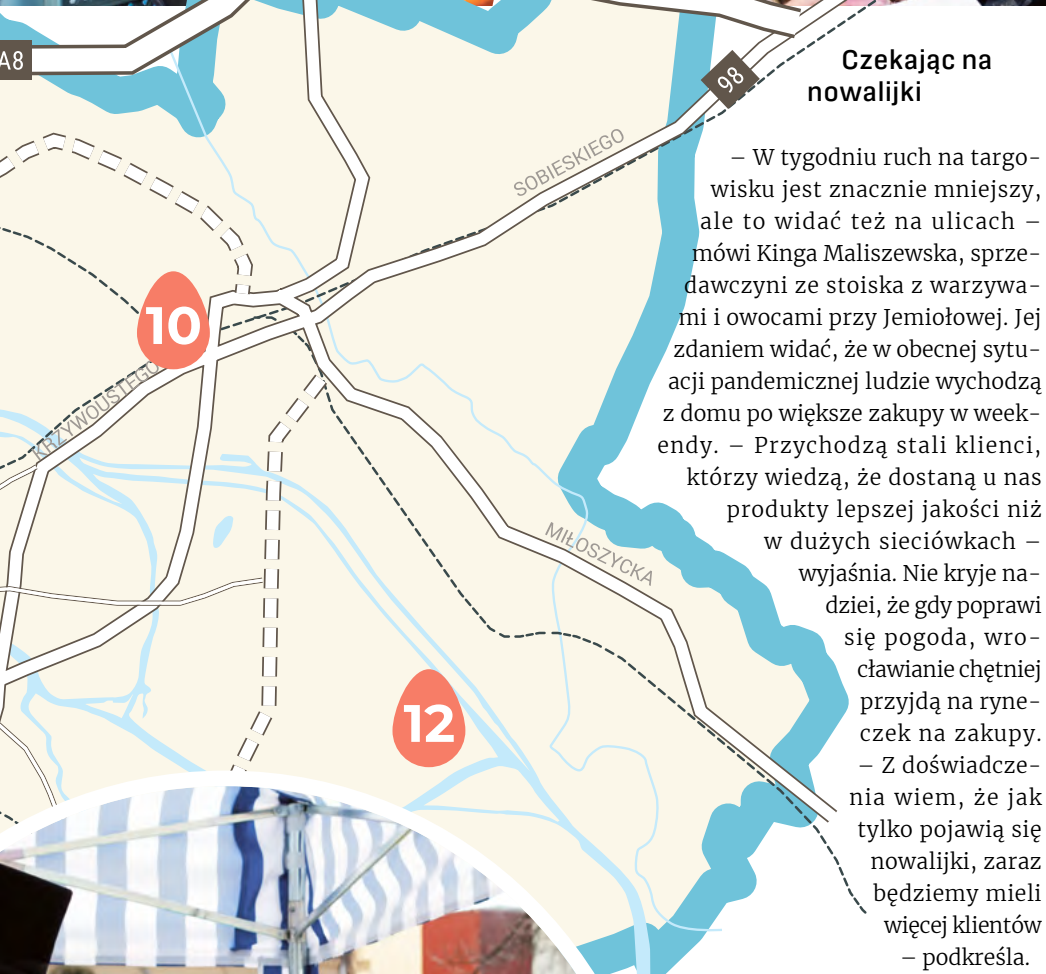 A8
98
SOBIESKIEGO
10
KRZYWOUSTEGO
MIŁOSZYCKA
12
Czekając na
nowalijki
– W tygodniu ruch na targo-
wisku jest znacznie mniejszy,
ale to widać też na ulicach –
mówi Kinga Maliszewska, sprze-
dawczyni ze stoiska z warzywa-
mi i owocami przy Jemiołowej. Jej
zdaniem widać, że w obecnej sytu-
acji pandemicznej ludzie wychodzą
z domu po większe zakupy w week-
endy. – Przychodzą stali klienci,
którzy wiedzą, że dostaną u nas
produkty lepszej jakości niż
w dużych sieciówkach –
wyjaśnia. Nie kryje na-
dziei, że gdy poprawi
się pogoda, wro-
cławianie chętniej
przyjdą na ryne-
czek na zakupy.
– Z doświadcze-
nia wiem, że jak
tylko pojawią się
nowalijki, zaraz
będziemy mieli
więcej klientów
– podkreśla.